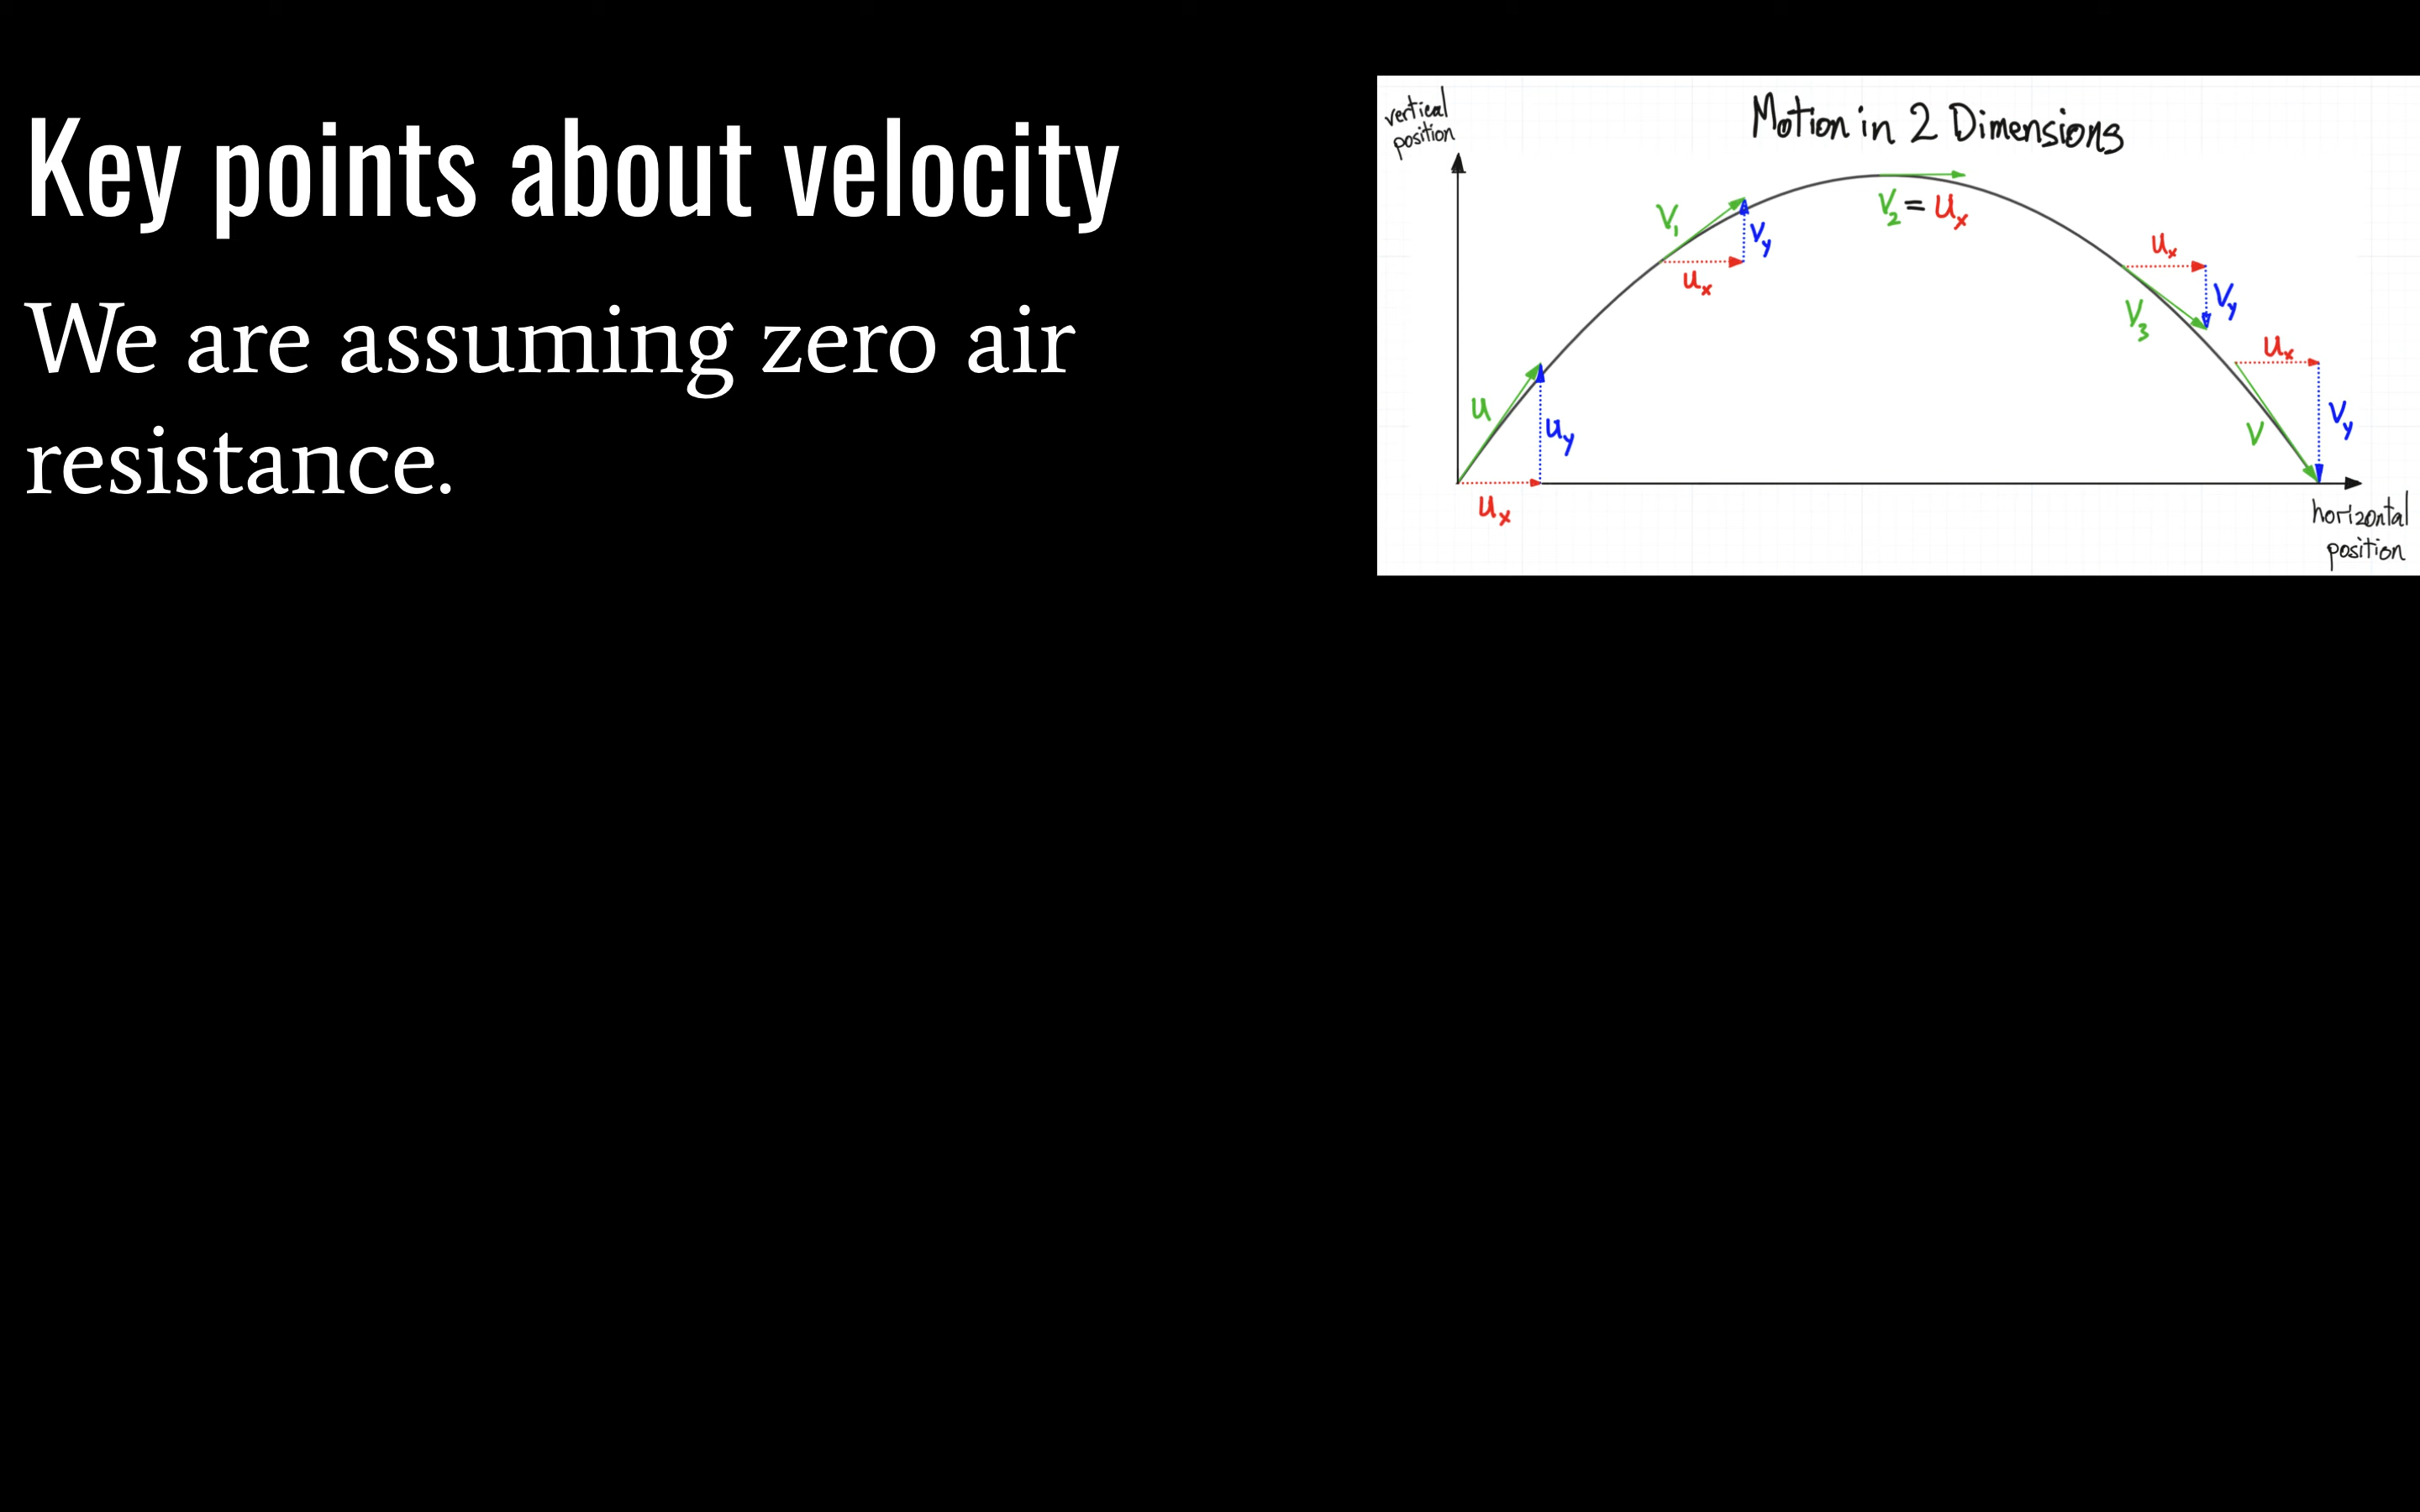 Key points about velocity
We are assuming zero air
resistance.
Motion in 2 Dimensions
vertical
position
V₁
Vy
uₓ
V₂ = Uₓ
uₓ
Vy
V₃
uₓ
Vy
V
u
uy
uₓ
horizontal
position